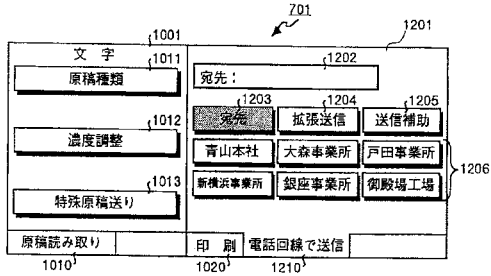 701
1001
1201
文字
1011
原稿種類
1202
宛先：
1203
1204
1205
宛先
拡張送信
送信補助
1012
濃度調整
青山本社
大森事業所
戸田事業所
1206
新横浜事業所
銀座事業所
御殿場工場
1013
特殊原稿送り
原稿読み取り
印刷
電話回線で送信
1010
1020
1210